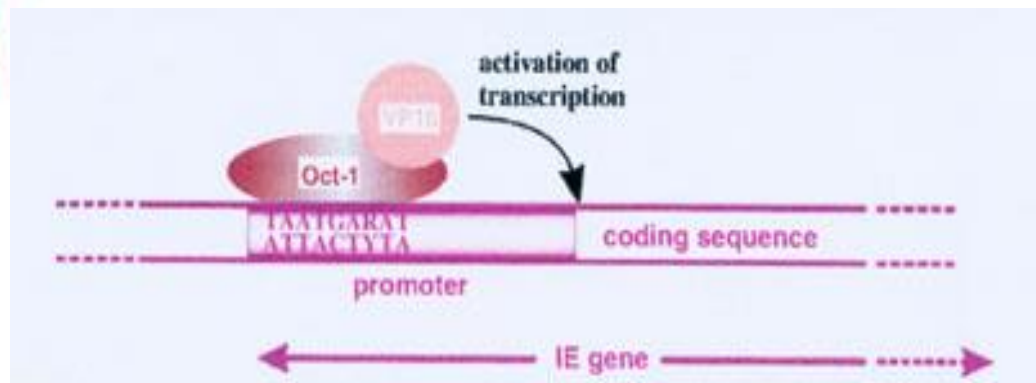 activation of
transcription
VP16
Oct-1
TAATGARAT
ATTACTYTA
coding sequence
promoter
IE gene